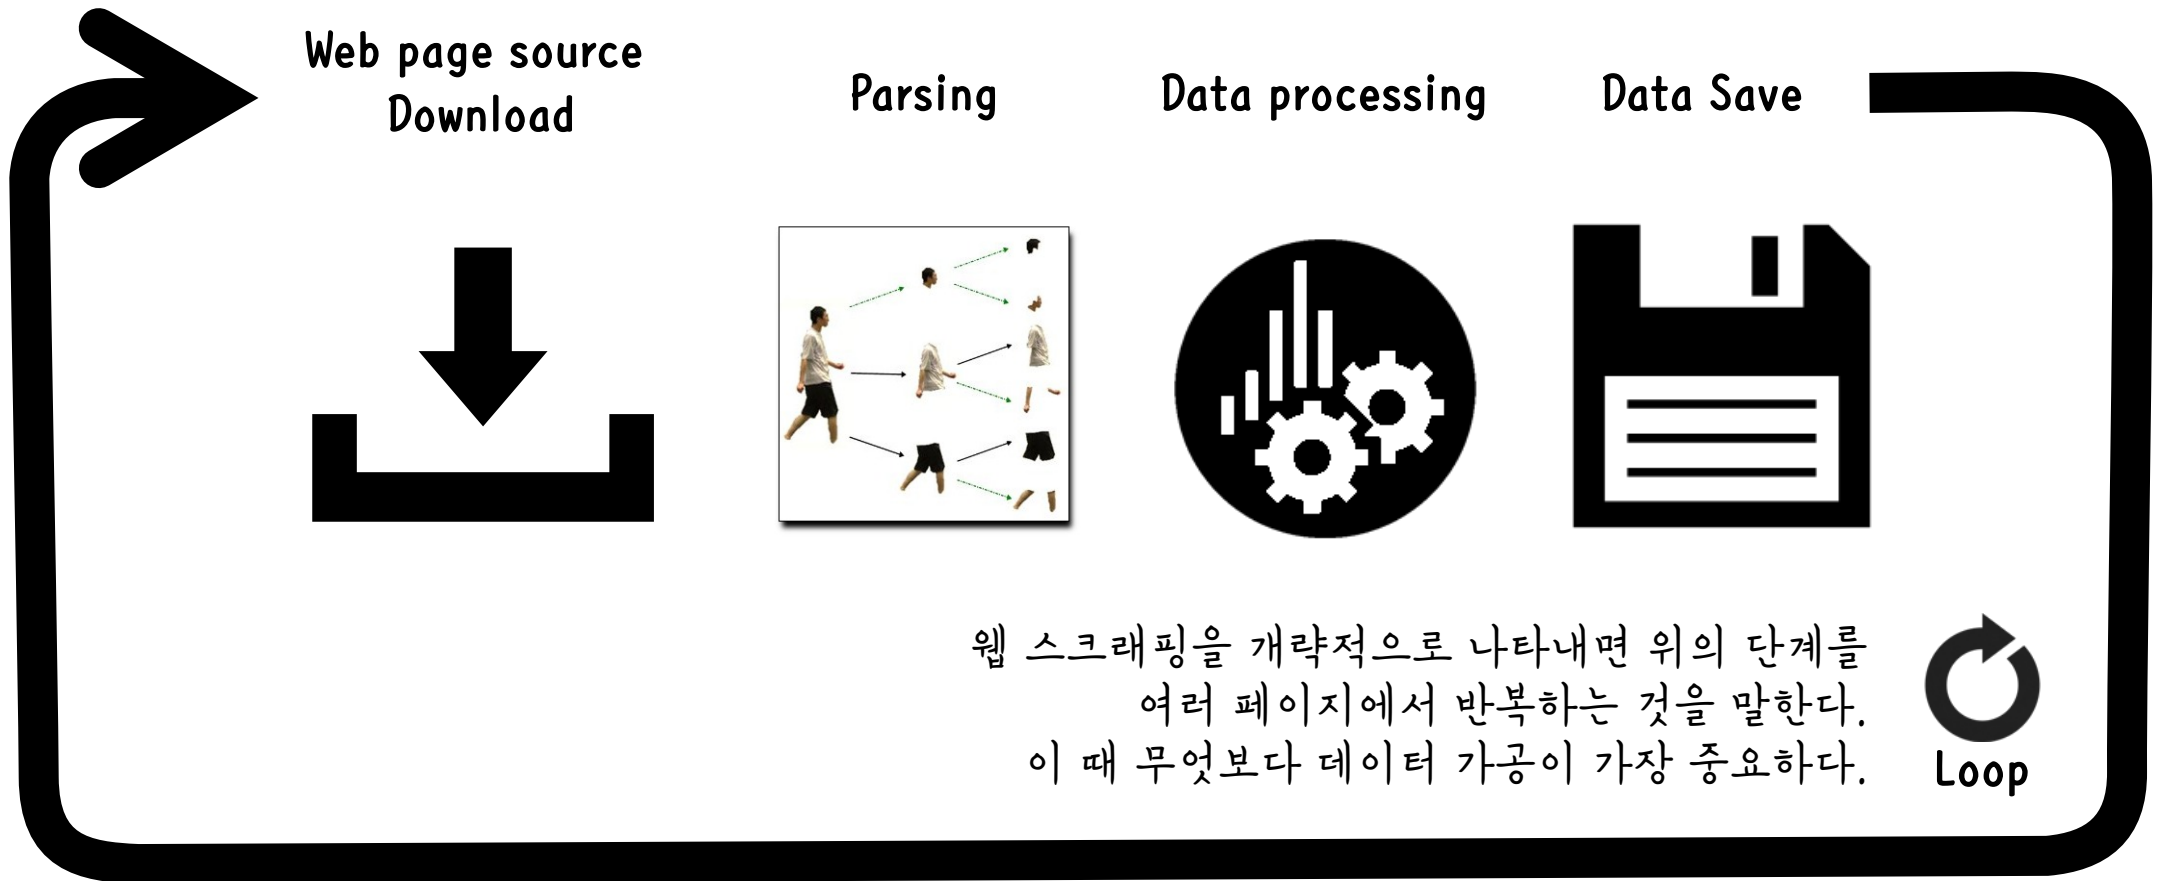 Web page source
Download
Parsing
Data processing
Data Save
웹 스크래핑을 개략적으로 나타내면 위의 단계를
여러 페이지에서 반복하는 것을 말한다.
이 때 무엇보다 데이터 가공이 가장 중요하다.
Loop